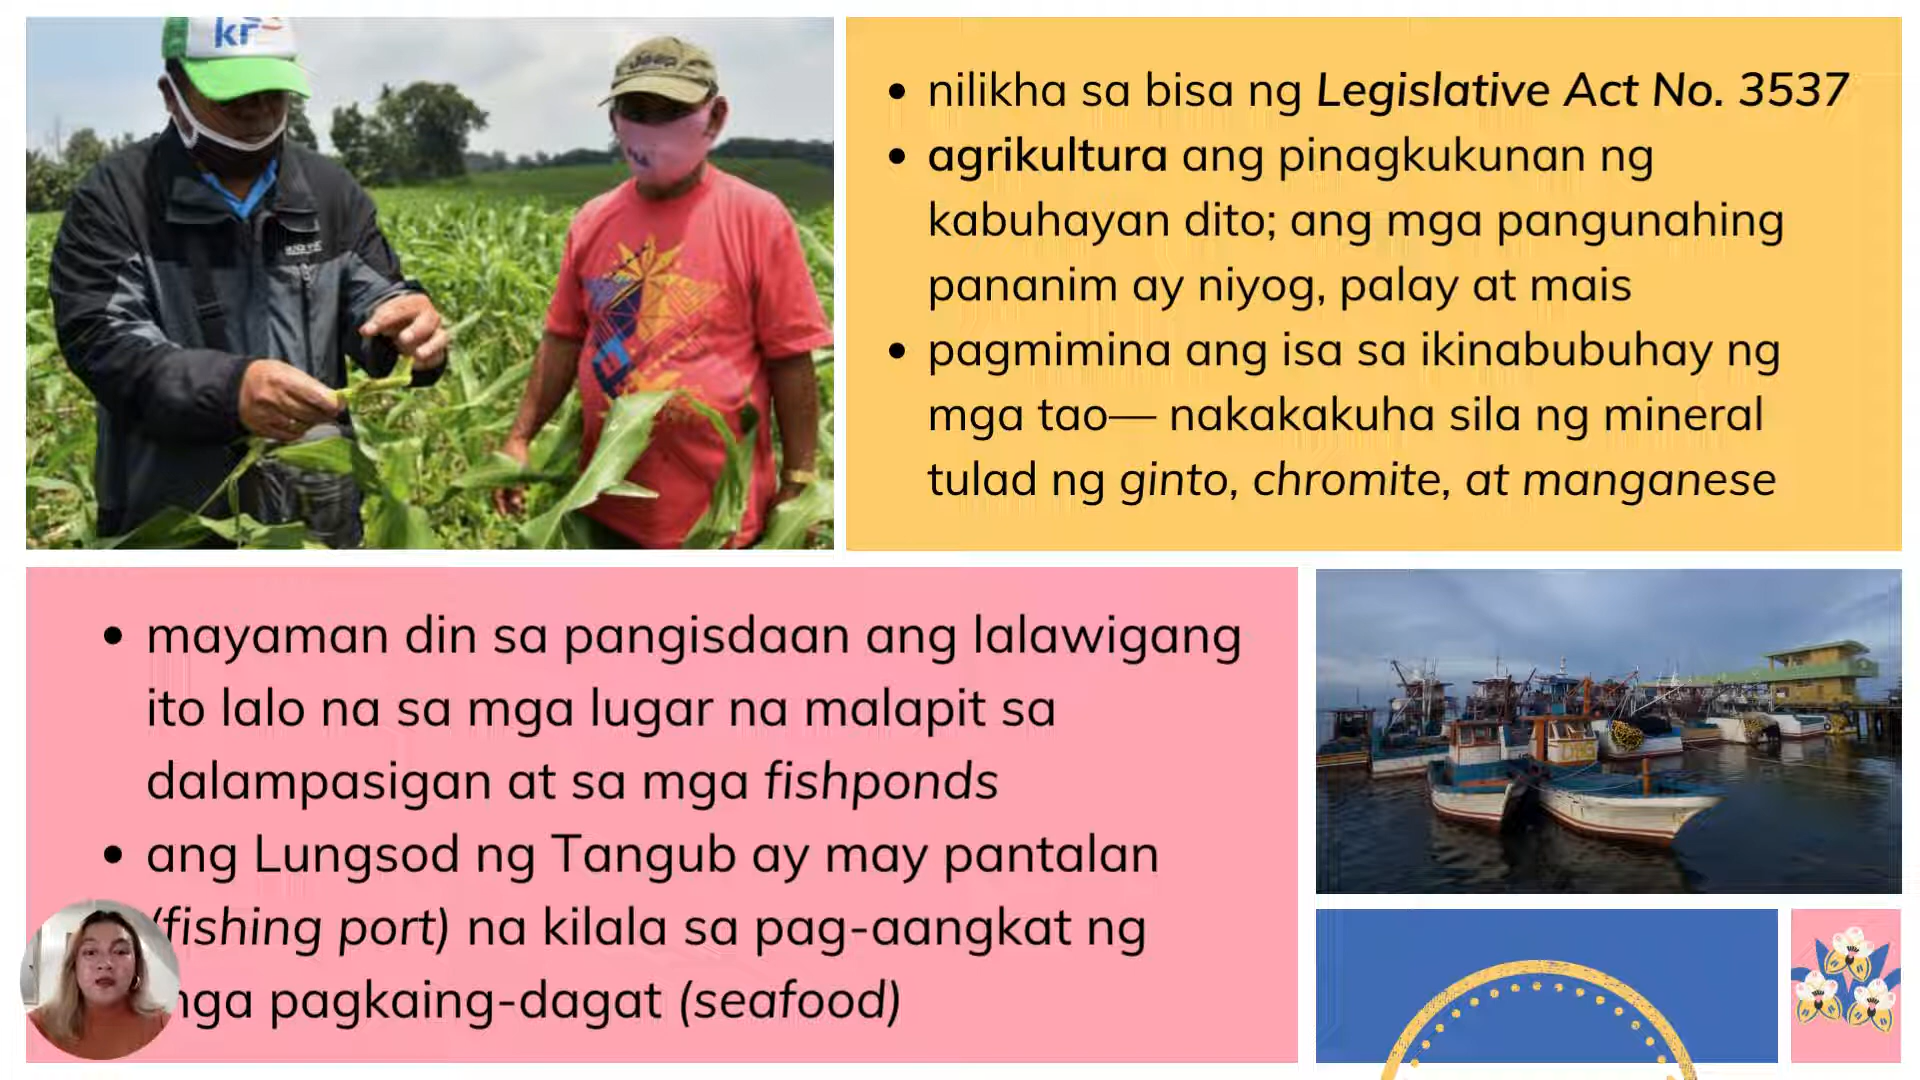 kr
Jeep
nilikha sa bisa ng Legislative Act No. 3537
agrikultura ang pinagkukunan ng
kabuhayan dito; ang mga pangunahing
pananim ay niyog, palay at mais
pagmimina ang isa sa ikinabubuhay ng
mga tao— nakakakuha sila ng mineral
tulad ng ginto, chromite, at manganese
mayaman din sa pangisdaan ang lalawigang
ito lalo na sa mga lugar na malapit sa
dalampasigan at sa mga fishponds
ang Lungsod ng Tangub ay may pantalan
(fishing port) na kilala sa pag-aangkat ng
mga pagkaing-dagat (seafood)